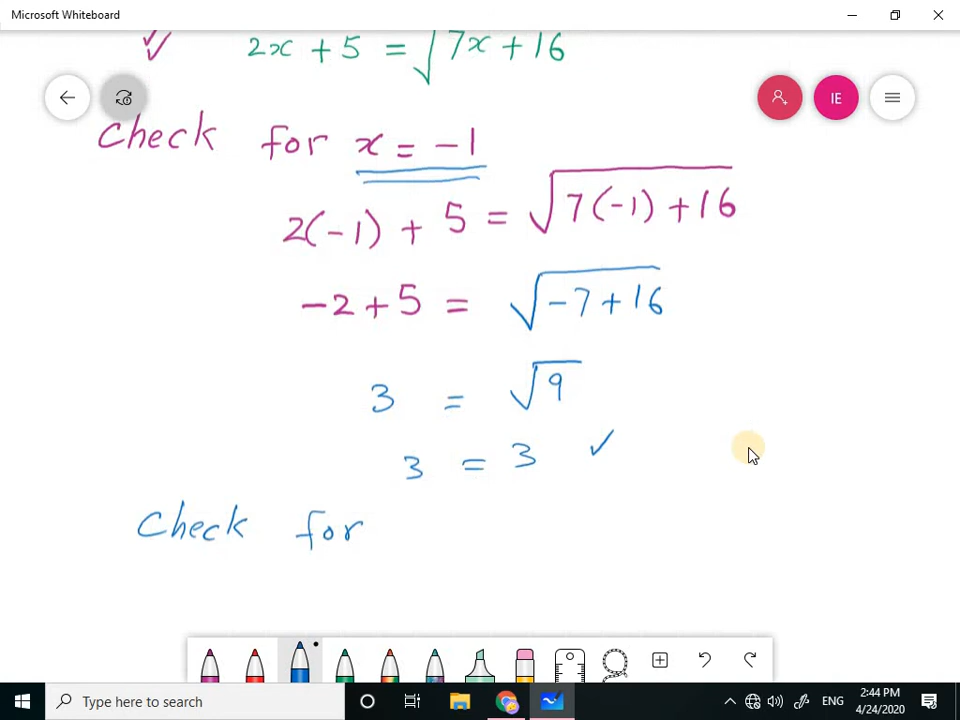 Microsoft Whiteboard
2x + 5 = √7x + 16
Check for x = -1
2(-1) + 5 = √7(-1) + 16
-2 + 5 = √-7 + 16
3 = √9
3 = 3 ✓
Check for
IE
Type here to search
ENG
2:44 PM
4/24/2020